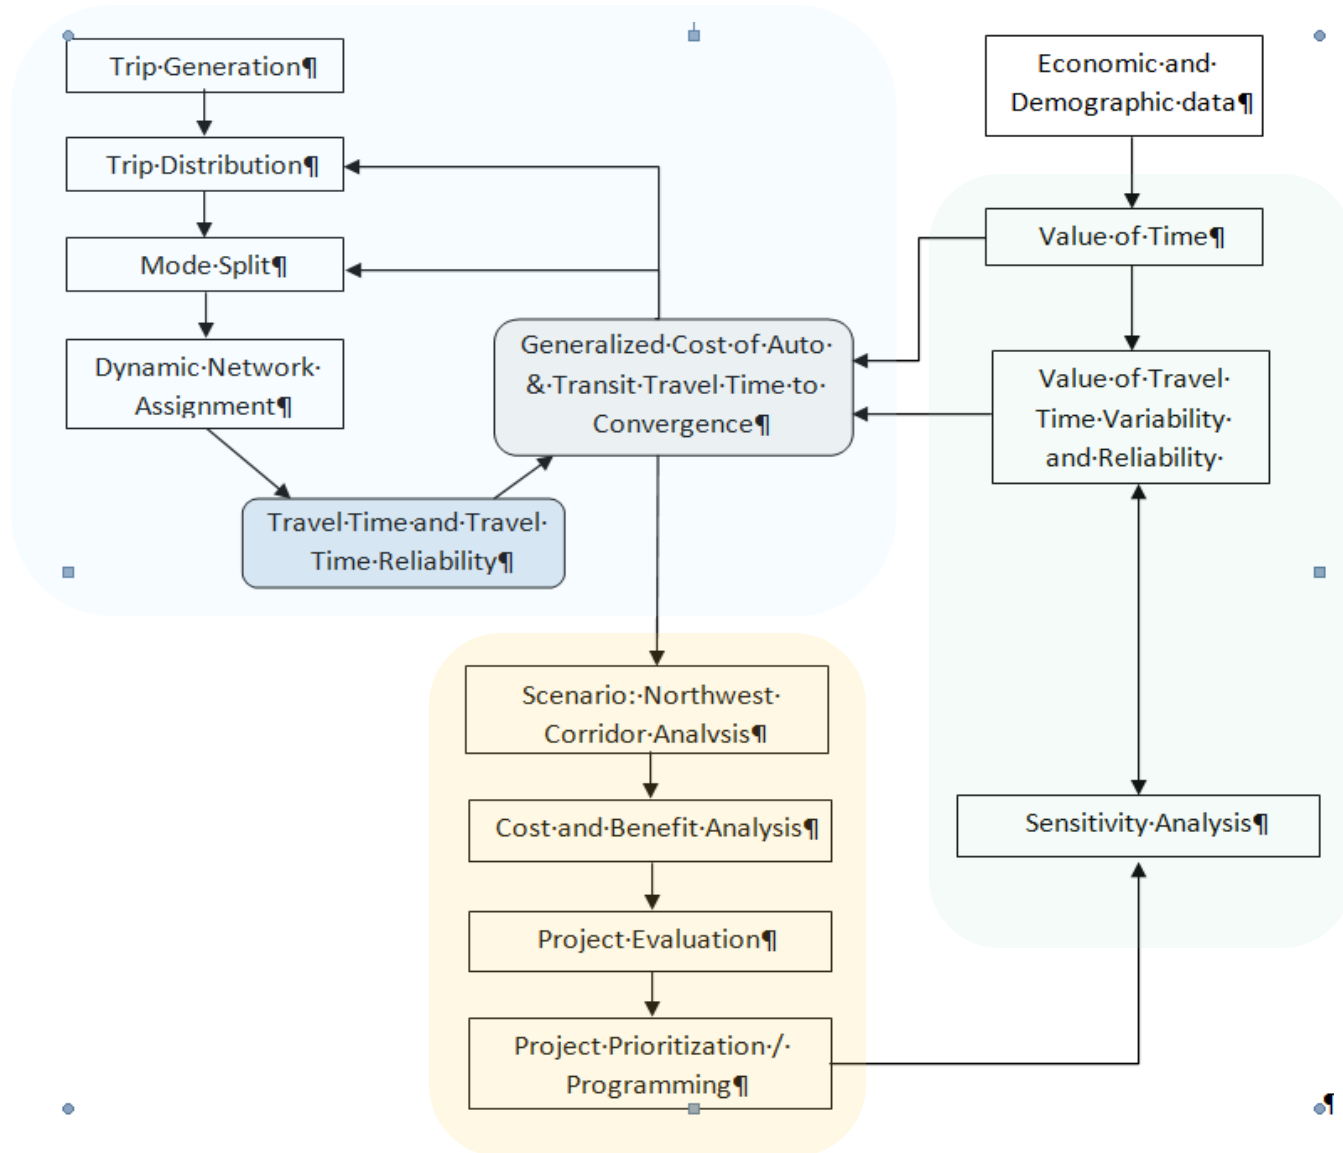 Trip·Generation¶
Trip·Distribution¶
Mode·Split¶
Dynamic·Network·
Assignment¶
Travel·Time·and·Travel·
Time·Reliability¶
Generalized·Cost·of·Auto·
&·Transit·Travel·Time·to·
Convergence¶
Economic·and·
Demographic·data¶
Value·of·Time¶
Value·of·Travel·
Time·Variability·
and·Reliability·
Sensitivity·Analysis¶
Scenario:·Northwest·
Corridor·Analysis¶
Cost·and·Benefit·Analysis¶
Project·Evaluation¶
Project·Prioritization·/·
Programming¶
¶